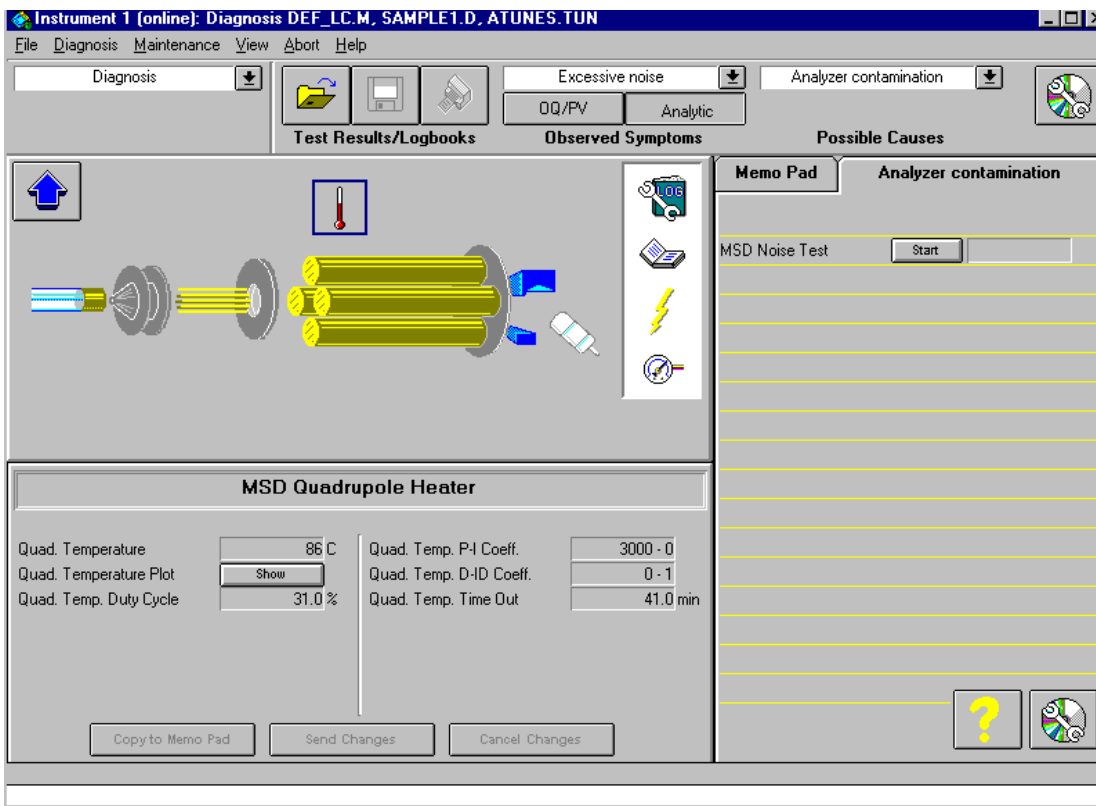 Instrument 1 (online): Diagnosis DEF_LC.M, SAMPLE1.D, ATUNES.TUN
File Diagnosis Maintenance View Abort Help
Diagnosis
Excessive noise
Analyzer contamination
OQ/PV
Analytic
Test Results/Logbooks
Observed Symptoms
Possible Causes
LOG
Memo Pad
Analyzer contamination
MSD Noise Test
Start
MSD Quadrupole Heater
Quad. Temperature 86 C
Quad. Temperature Plot Show
Quad. Temp. Duty Cycle 31.0 %
Quad. Temp. P-I Coeff. 3000 - 0
Quad. Temp. D-ID Coeff. 0 - 1
Quad. Temp. Time Out 41.0 min
Copy to Memo Pad
Send Changes
Cancel Changes
?